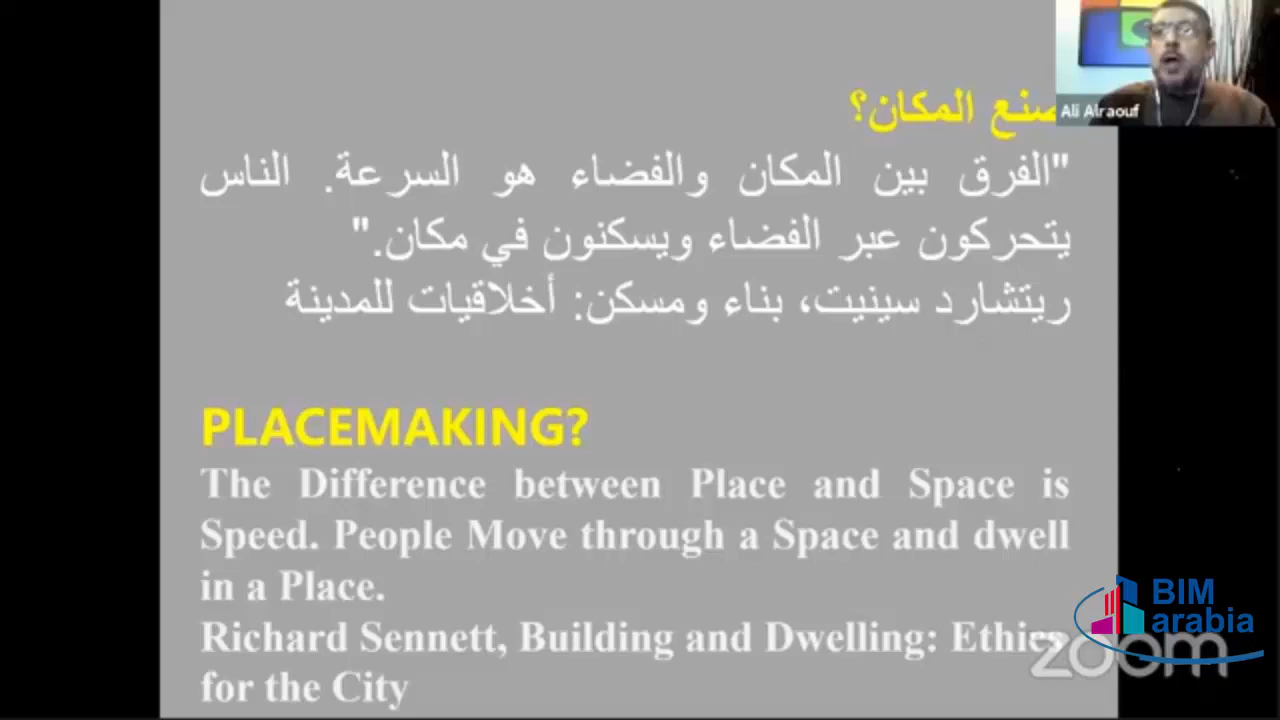 صنع المكان؟
"الفرق بين المكان والفضاء هو السرعة. الناس
يتحركون عبر الفضاء ويسكنون في مكان."
ريتشارد سينيت، بناء ومسكن: أخلاقيات للمدينة
PLACEMAKING?
The Difference between Place and Space is
Speed. People Move through a Space and dwell
in a Place.
Richard Sennett, Building and Dwelling: Ethics
for the City
Ali Alraouf
BIM
arabia
zoom